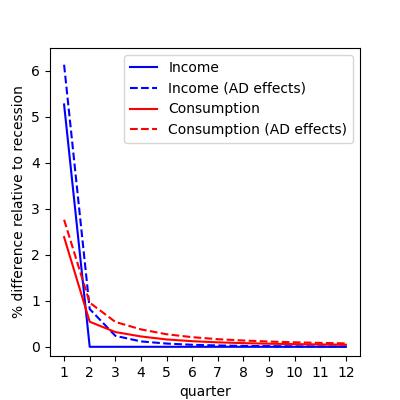 Income
Income (AD effects)
Consumption
Consumption (AD effects)
% difference relative to recession
6
5
4
3
2
1
0
1 2 3 4 5 6 7 8 9 10 11 12
quarter